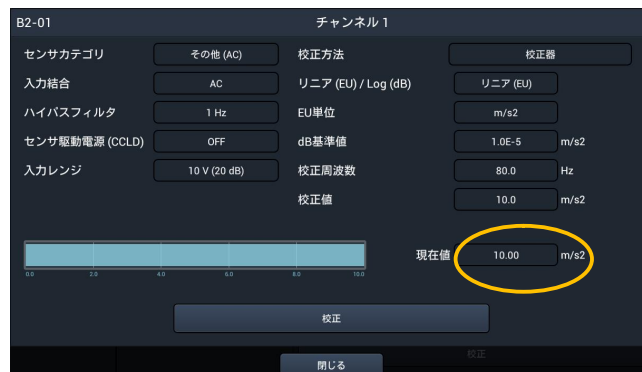 B2-01 チャンネル 1
センサカテゴリ その他 (AC) 校正方法 校正器
入力結合 AC リニア (EU) / Log (dB) リニア (EU)
ハイパスフィルタ 1 Hz EU単位 m/s2
センサ駆動電源 (CCLD) OFF dB基準値 1.0E-5 m/s2
入力レンジ 10 V (20 dB) 校正周波数 80.0 Hz
校正値 10.0 m/s2
現在値 10.00 m/s2
0.0 2.0 4.0 6.0 8.0 10.0
校正
校正
閉じる